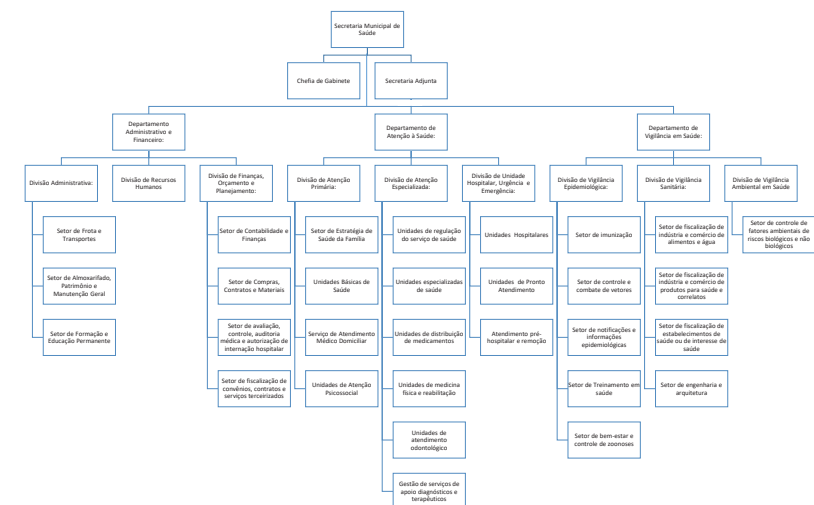 Secretaria Municipal de
Saúde
Chefia de Gabinete
Secretaria Adjunta
Departamento
Administrativo e
Financeiro:
Departamento de
Atenção à Saúde:
Departamento de
Vigilância em Saúde:
Divisão Administrativa:
Divisão de Recursos
Humanos
Divisão de Finanças,
Orçamento e
Planejamento:
Divisão de Atenção
Primária:
Divisão de Atenção
Especializada:
Divisão de Unidade
Hospitalar, Urgência e
Emergência:
Divisão de Vigilância
Epidemiológica:
Divisão de Vigilância
Sanitária:
Divisão de Vigilância
Ambiental em Saúde
Setor de Frota e
Transportes
Setor de Almoxarifado,
Patrimônio e
Manutenção Geral
Setor de Formação e
Educação Permanente
Setor de Contabilidade e
Finanças
Setor de Compras,
Contratos e Materiais
Setor de avaliação,
controle, auditoria
médica e autorização de
internação hospitalar
Setor de fiscalização de
convênios, contratos e
serviços terceirizados
Setor de Estratégia de
Saúde da Família
Unidades Básicas de
Saúde
Serviço de Atendimento
Médico Domiciliar
Unidades de Atenção
Psicossocial
Unidades de regulação
do serviço de saúde
Unidades especializadas
de saúde
Unidades de distribuição
de medicamentos
Unidades de medicina
física e reabilitação
Unidades de
atendimento
odontológico
Gestão de serviços de
apoio diagnósticos e
terapêuticos
Unidades Hospitalares
Unidades de Pronto
Atendimento
Atendimento pré-
hospitalar e remoção
Setor de imunização
Setor de controle e
combate de vetores
Setor de notificações e
informações
epidemiológicas
Setor de Treinamento em
saúde
Setor de bem-estar e
controle de zoonoses
Setor de fiscalização de
indústria e comércio de
alimentos e água
Setor de fiscalização de
indústria e comércio de
produtos para saúde e
correlatos
Setor de fiscalização de
estabelecimentos de
saúde ou de interesse de
saúde
Setor de engenharia e
arquitetura
Setor de controle de
fatores ambientais de
riscos biológicos e não
biológicos